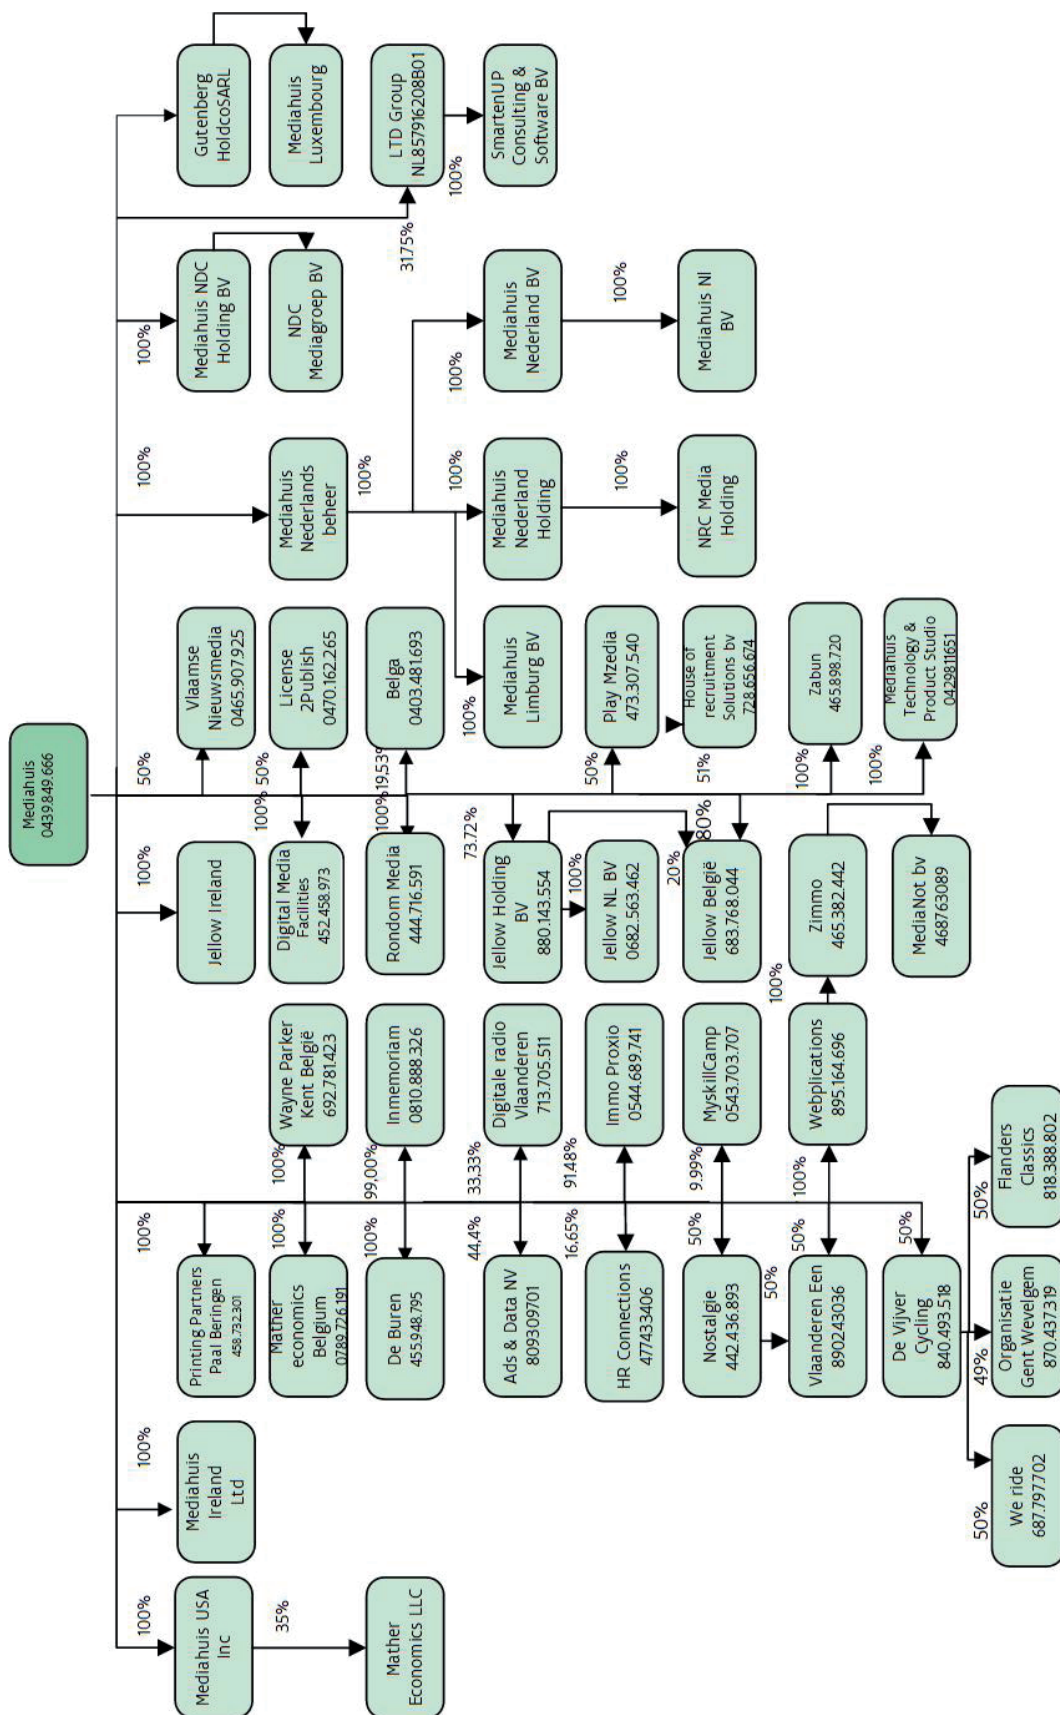 Mediahuis
0439.849.666
100%
Mediahuis USA
Inc
35%
Mather
Economics LLC
100%
Mediahuis
Ireland
Ltd
100%
Printing Partners
Paal Beringen
458.732.301
100%
Mather
economics
Belgium
0789.726.191
100%
Wayne Parker
Kent België
692.781.423
100%
De Buren
455.948.795
99,00%
Inmemoriam
0810.888.326
44,4%
Ads & Data NV
809309701
33,33%
Digitale radio
Vlaanderen
713.705.511
16,65%
HR Connections
477433406
91.48%
Immo Proxio
0544.689.741
50%
Nostalgie
442.436.893
9.99%
MyskillCamp
0543.703.707
50%
50%
Vlaanderen Een
890243036
100%
Webplications
895.164.696
50%
De Vijver
Cycling
840.493.518
50%
We ride
687.797.702
49%
Organisatie
Gent Wevelgem
870.437.319
50%
Flanders
Classics
818.388.802
100%
Jellow Ireland
50%
Vlaamse
Nieuwsmedia
0465.907.925
100%
Digital Media
Facilities
452.458.973
50%
License
2Publish
0470.162.265
100%
Rondom Media
444.716.591
19,53%
Belga
0403.481.693
73.72%
Jellow Holding
BV
880.143.554
100%
Jellow NL BV
0682.563.462
20%
80%
Jellow België
683.768.044
50%
Play Mzedia
473.307.540
51%
House of
recruitment
Solutions bv
728.656.674
100%
Zimmo
465.382.442
MediaNot bv
468763089
100%
Zabun
465.898.720
100%
Mediahuis
Technology &
Product Studio
0429811651
100%
Mediahuis
Nederlands
beheer
100%
100%
Mediahuis
Limburg BV
100%
Mediahuis
Nederland
Holding
100%
NRC Media
Holding
100%
Mediahuis
Nederland BV
100%
Mediahuis Nl
BV
100%
Mediahuis NDC
Holding BV
NDC
Mediagroep BV
3175%
LTD Group
NL857916208B01
100%
SmartenUP
Consulting &
Software BV
Gutenberg
HoldcoSARL
Mediahuis
Luxembourg